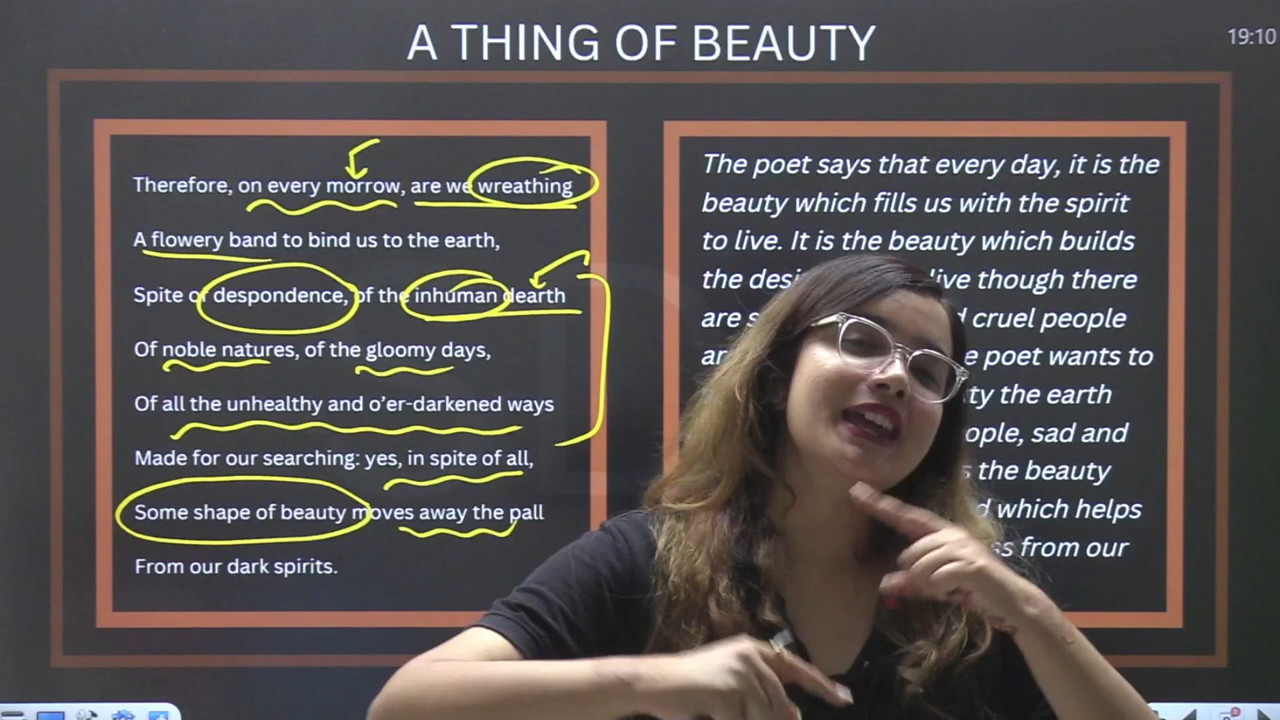 A THING OF BEAUTY
19:10
Therefore, on every morrow, are we wreathing
A flowery band to bind us to the earth,
Spite of despondence, of the inhuman dearth
Of noble natures, of the gloomy days,
Of all the unhealthy and o’er-darkened ways
Made for our searching: yes, in spite of all,
Some shape of beauty moves away the pall
From our dark spirits.
The poet says that every day, it is the
beauty which fills us with the spirit
to live. It is the beauty which builds
the live though there
are cruel people
poet wants to
the earth
sad and
the beauty
which helps
from our